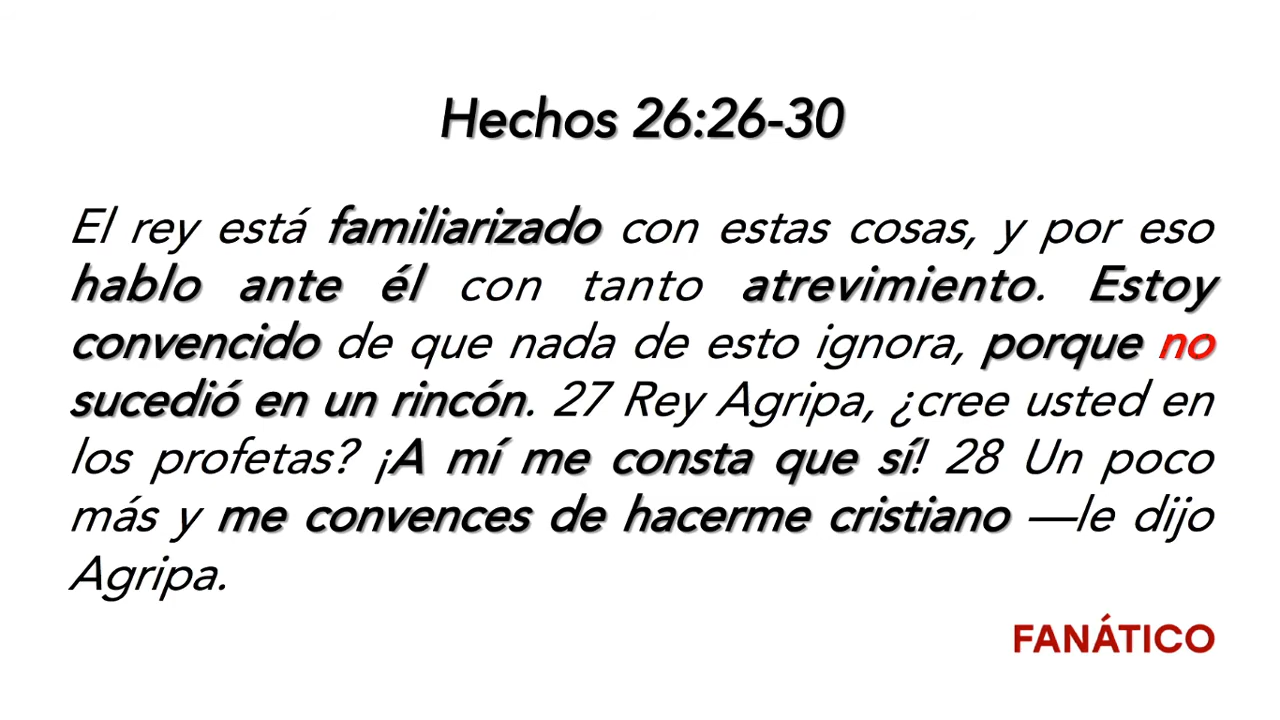 Hechos 26:26-30
El rey está familiarizado con estas cosas, y por eso
hablo ante él con tanto atrevimiento. Estoy
convencido de que nada de esto ignora, porque no
sucedió en un rincón. 27 Rey Agripa, ¿cree usted en
los profetas? ¡A mí me consta que sí! 28 Un poco
más y me convences de hacerme cristiano —le dijo
Agripa.
FANÁTICO